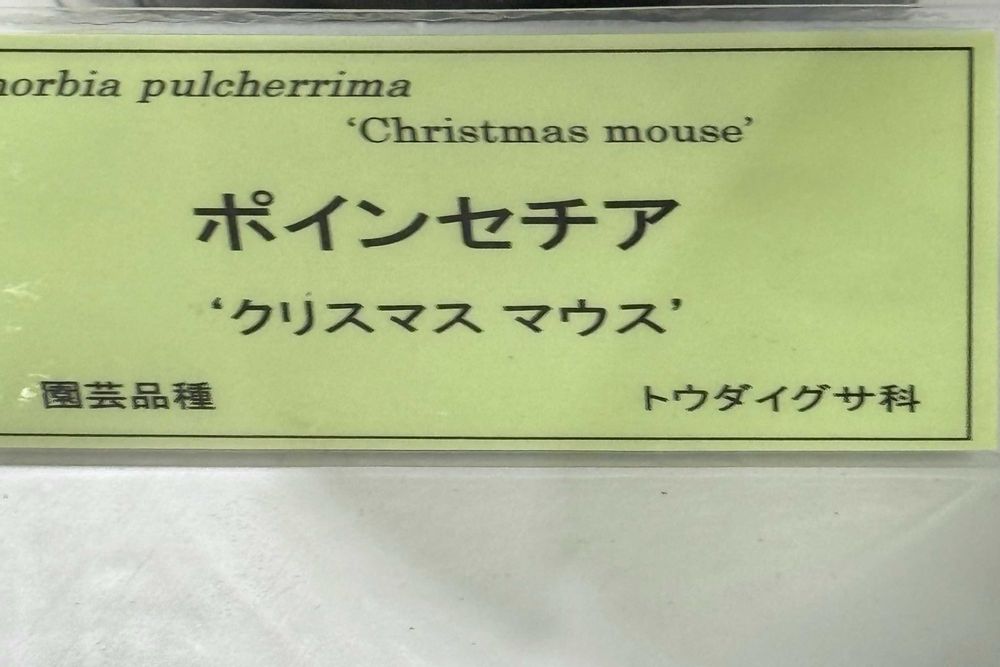 horbia pulcherrima
‘Christmas mouse’
ポインセチア
‘クリスマス マウス’
園芸品種
トウダイグサ科